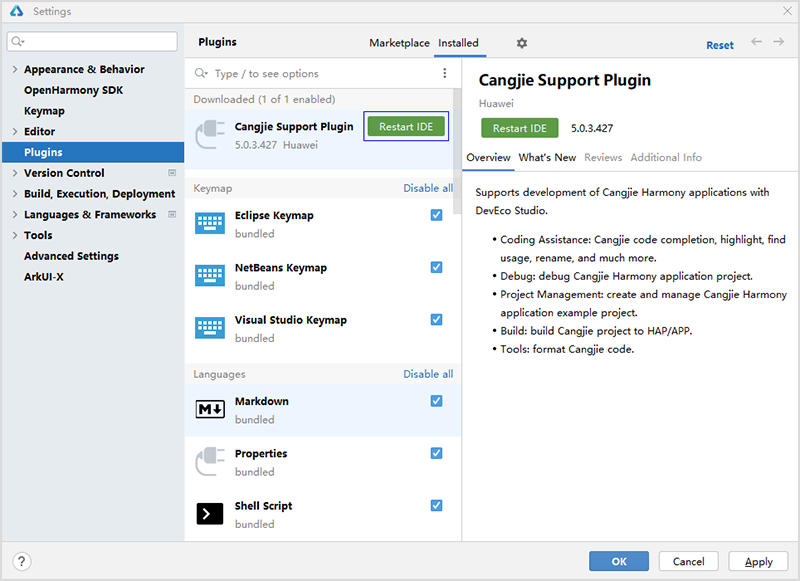 Settings
Plugins
Marketplace
Installed
Reset
Appearance & Behavior
OpenHarmony SDK
Keymap
Editor
Plugins
Version Control
Build, Execution, Deployment
Languages & Frameworks
Tools
Advanced Settings
ArkUI-X
Type / to see options
Downloaded (1 of 1 enabled)
Cangjie Support Plugin
5.0.3.427 Huawei
Restart IDE
Keymap
Disable all
Eclipse Keymap
bundled
NetBeans Keymap
bundled
Visual Studio Keymap
bundled
Languages
Disable all
M
Markdown
bundled
Properties
bundled
Shell Script
bundled
Cangjie Support Plugin
Huawei
Restart IDE
5.0.3.427
Overview
What's New
Reviews
Additional Info
Supports development of Cangjie Harmony applications with
DevEco Studio.
• Coding Assistance: Cangjie code completion, highlight, find
usage, rename, and much more.
• Debug: debug Cangjie Harmony application project.
• Project Management: create and manage Cangjie Harmony
application example project.
• Build: build Cangjie project to HAP/APP.
• Tools: format Cangjie code.
?
OK
Cancel
Apply